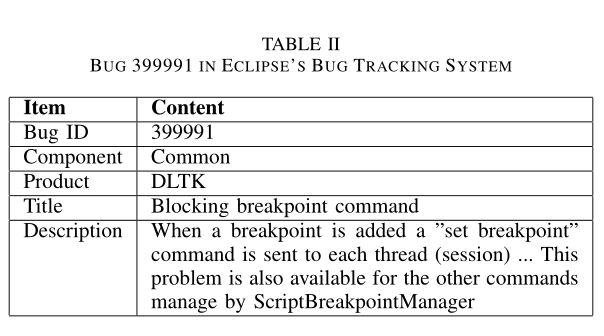 TABLE II
BUG 399991 IN ECLIPSE'S BUG TRACKING SYSTEM
Item Content
Bug ID 399991
Component Common
Product DLTK
Title Blocking breakpoint command
Description When a breakpoint is added a ”set breakpoint”
command is sent to each thread (session) ... This
problem is also available for the other commands
manage by ScriptBreakpointManager